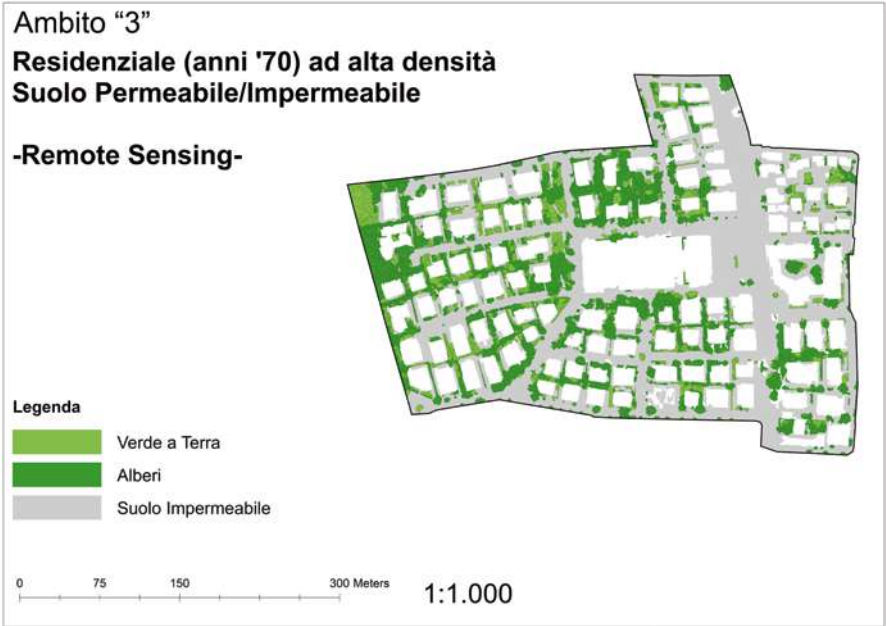 Ambito “3”
Residenziale (anni '70) ad alta densità
Suolo Permeabile/Impermeabile
-Remote Sensing-
Legenda
Verde a Terra
Alberi
Suolo Impermeabile
0 75 150 300 Meters
1:1.000